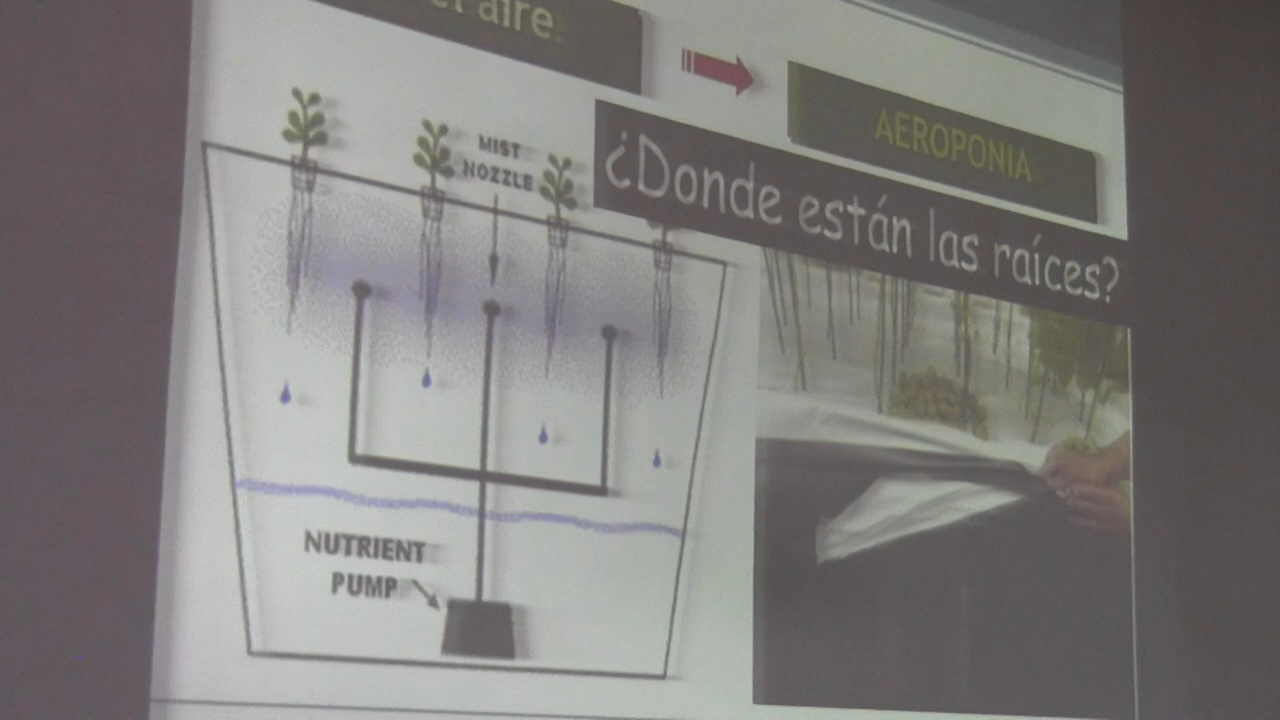 el aire
AEROPONIA
¿Donde están las raíces?
MIST
NOZZLE
NUTRIENT
PUMP